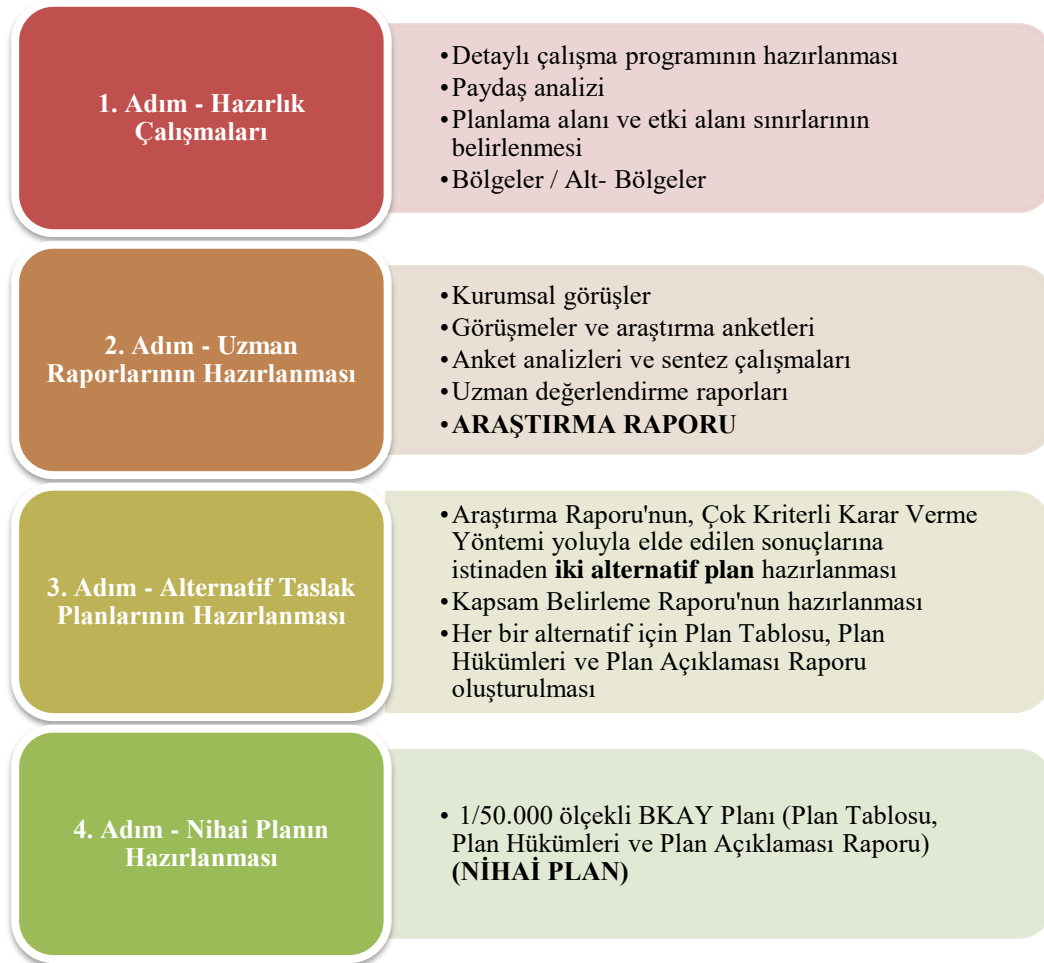 1. Adım - Hazırlık
Çalışmaları
•Detaylı çalışma programının hazırlanması
•Paydaş analizi
•Planlama alanı ve etki alanı sınırlarının
belirlenmesi
•Bölgeler / Alt- Bölgeler
2. Adım - Uzman
Raporlarının Hazırlanması
•Kurumsal görüşler
•Görüşmeler ve araştırma anketleri
•Anket analizleri ve sentez çalışmaları
•Uzman değerlendirme raporları
•ARAŞTIRMA RAPORU
3. Adım - Alternatif Taslak
Planlarının Hazırlanması
•Araştırma Raporu'nun, Çok Kriterli Karar Verme
Yöntemi yoluyla elde edilen sonuçlarına
istinaden iki alternatif plan hazırlanması
•Kapsam Belirleme Raporu'nun hazırlanması
•Her bir alternatif için Plan Tablosu, Plan
Hükümleri ve Plan Açıklaması Raporu
oluşturulması
4. Adım - Nihai Planın
Hazırlanması
• 1/50.000 ölçekli BKAY Planı (Plan Tablosu,
Plan Hükümleri ve Plan Açıklaması Raporu)
(NİHAİ PLAN)